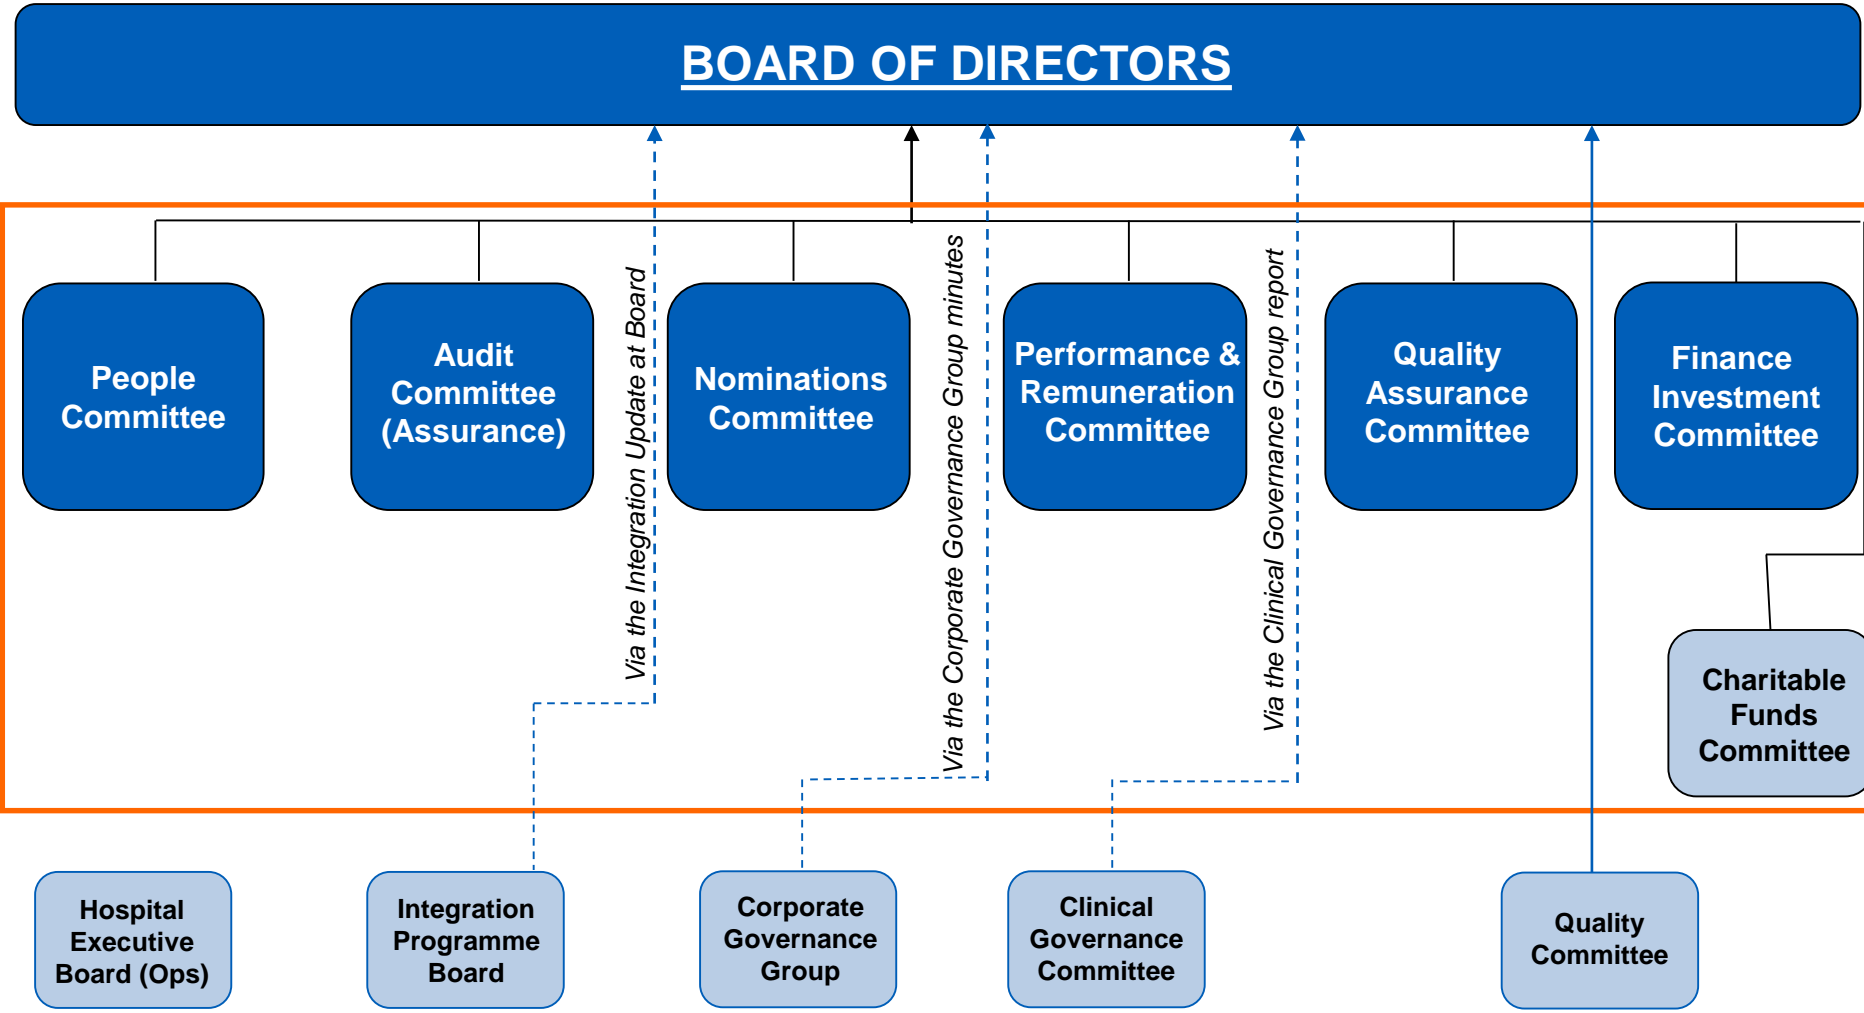 BOARD OF DIRECTORS
People
Committee
Audit
Committee
(Assurance)
Via the Integration Update at Board
Nominations
Committee
Via the Corporate Governance Group minutes
Performance &
Remuneration
Committee
Via the Clinical Governance Group report
Quality
Assurance
Committee
Finance
Investment
Committee
Charitable
Funds
Committee
Hospital
Executive
Board (Ops)
Integration
Programme
Board
Corporate
Governance
Group
Clinical
Governance
Committee
Quality
Committee